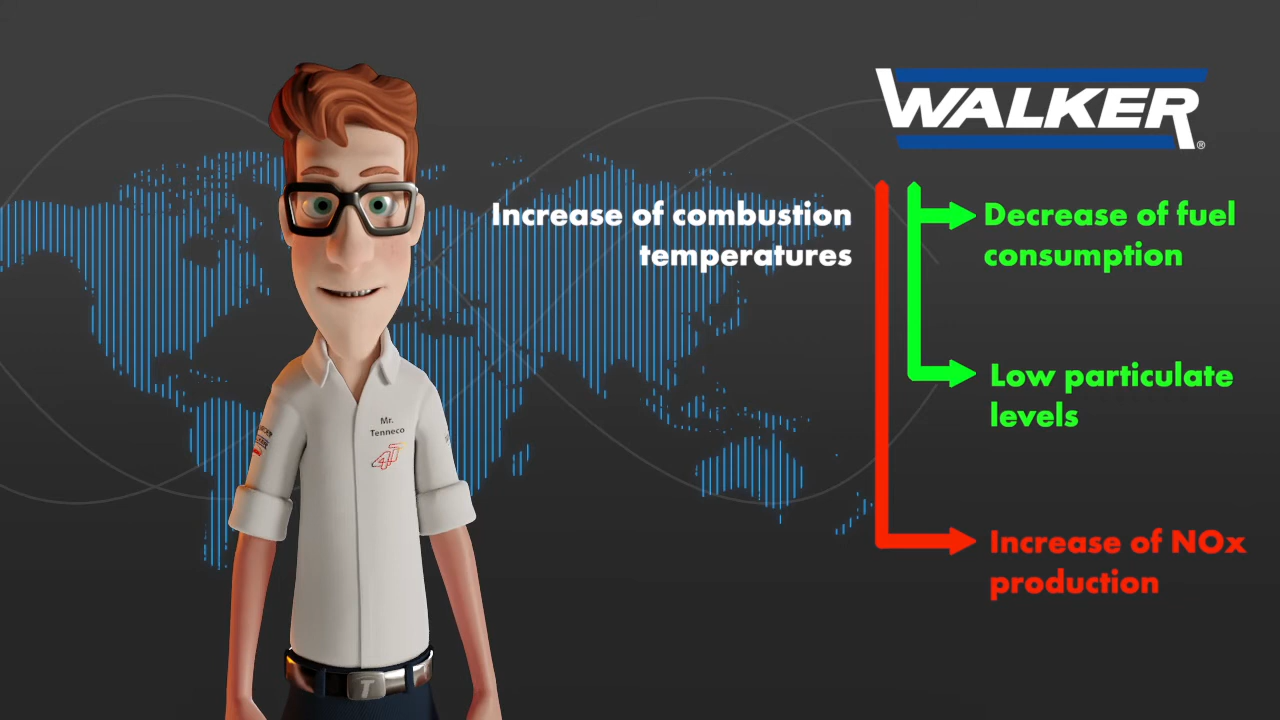 WALKER®
Increase of combustion
temperatures
Decrease of fuel
consumption
Low particulate
levels
Increase of NOx
production
Mr.
Tenneco
T